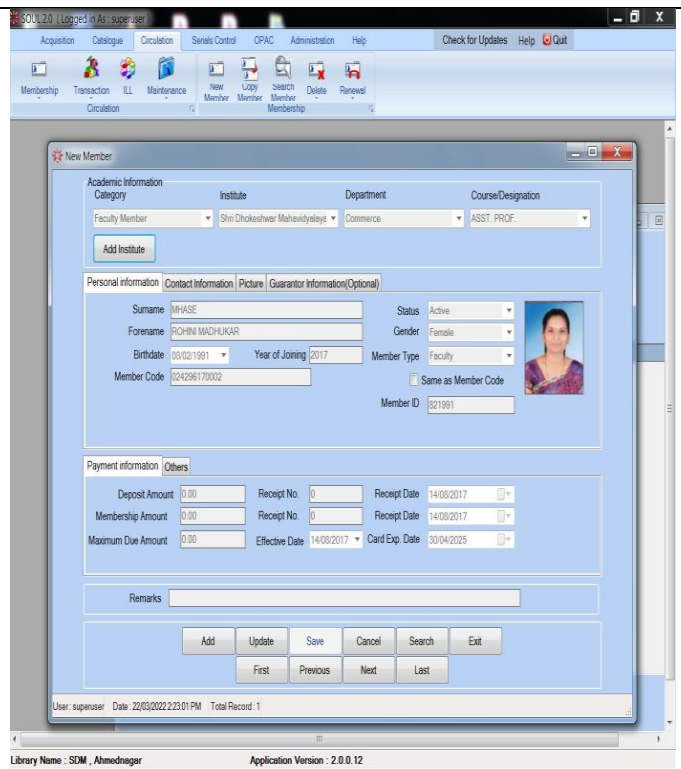 SOUL 2.0 ( Logged in As : superuser )
Acquisition Catalogue Circulation Serials Control OPAC Administration Help Check for Updates Help Quit
Membership Transaction ILL Maintenance New Member Copy Member Search Member Delete Renewal
Circulation Membership
New Member
Academic Information
Category Institute Department Course/Designation
Faculty Member Shri Dhokeshwar Mahavidyalaya Commerce ASST. PROF.
Add Institute
Personal information Contact Information Picture Guarantor Information(Optional)
Surname MHASE Status Active
Forename ROHINI MADHUKAR Gender Female
Birthdate 08/02/1991 Year of Joining 2017 Member Type Faculty
Member Code 024296170002 Same as Member Code
Member ID 821991
Payment information Others
Deposit Amount 0.00 Receipt No. 0 Receipt Date 14/08/2017
Membership Amount 0.00 Receipt No. 0 Receipt Date 14/08/2017
Maximum Due Amount 0.00 Effective Date 14/08/2017 Card Exp. Date 30/04/2025
Remarks
Add Update Save Cancel Search Exit
First Previous Next Last
User : superuser Date : 22/03/2022 2:23:01 PM Total Record : 1
Library Name : SDM , Ahmednagar Application Version : 2.0.0.12